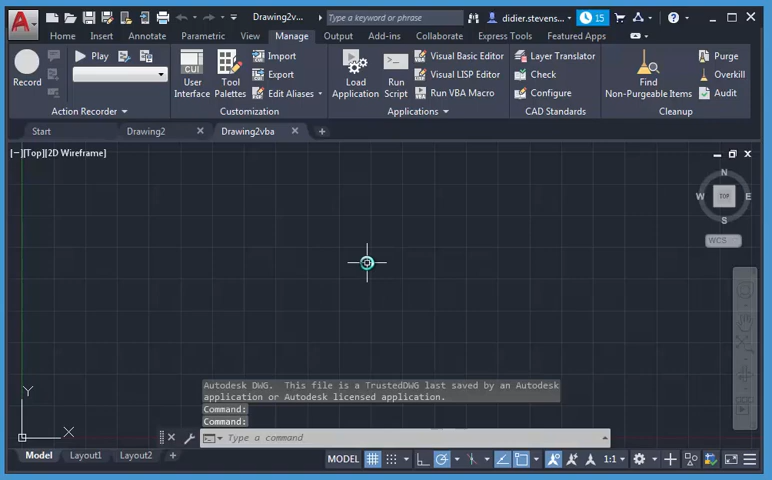 A Drawing2v... Type a keyword or phrase didier.stevens... 15
Home Insert Annotate Parametric View Manage Output Add-ins Collaborate Express Tools Featured Apps
Record
Play
Action Recorder
CUI
User Interface
Tool Palettes
Import
Export
Edit Aliases
Customization
Load Application
Run Script
Visual Basic Editor
Visual LISP Editor
Run VBA Macro
Applications
Layer Translator
Check
Configure
CAD Standards
Find
Non-Purgeable Items
Purge
Overkill
Audit
Cleanup
Start Drawing2 Drawing2vba
[−][Top][2D Wireframe]
N
W TOP E
S
WCS
Autodesk DWG. This file is a TrustedDWG last saved by an Autodesk
application or Autodesk licensed application.
Command:
Command:
Type a command
Y
X
Model Layout1 Layout2 + MODEL 1:1